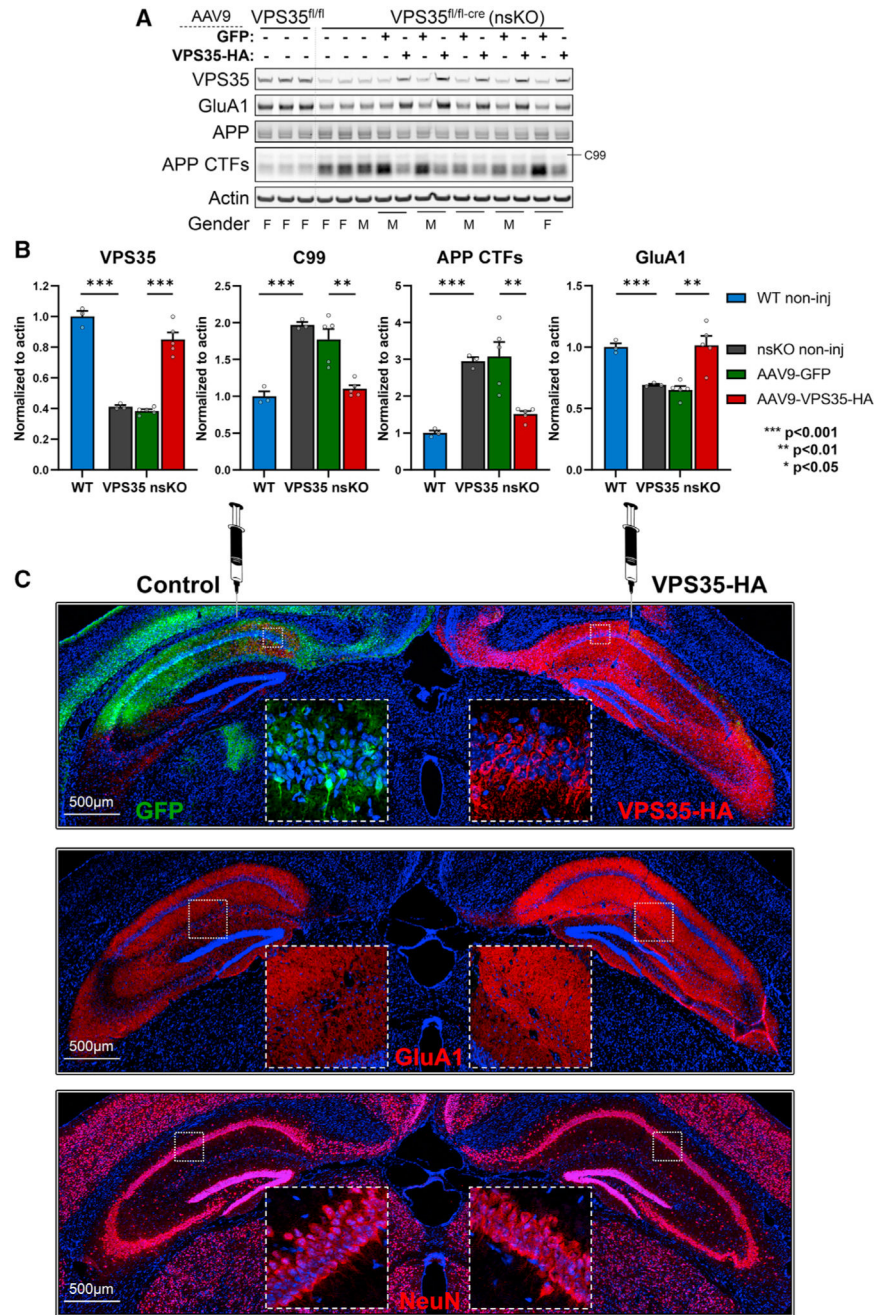 A
AAV9 VPS35fl/fl VPS35fl/fl-cre (nsKO)
GFP: - - - - - - + - + - + - + - + -
VPS35-HA: - - - - - - - + - + - + - + - +
VPS35
GluA1
APP
APP CTFs
C99
Actin
Gender F F F F F M M M M M F
B
VPS35
C99
APP CTFs
GluA1
Normalized to actin
0.0
0.2
0.4
0.6
0.8
1.0
1.2
*** ***
WT VPS35 nsKO
Normalized to actin
0.0
0.5
1.0
1.5
2.0
2.5
*** **
WT VPS35 nsKO
Normalized to actin
0
1
2
3
4
5
*** **
WT VPS35 nsKO
Normalized to actin
0.0
0.5
1.0
1.5
*** **
WT VPS35 nsKO
WT non-inj
nsKO non-inj
AAV9-GFP
AAV9-VPS35-HA
*** p<0.001
** p<0.01
* p<0.05
C
Control VPS35-HA
500μm
GFP
VPS35-HA
500μm
GluA1
500μm
NeuN